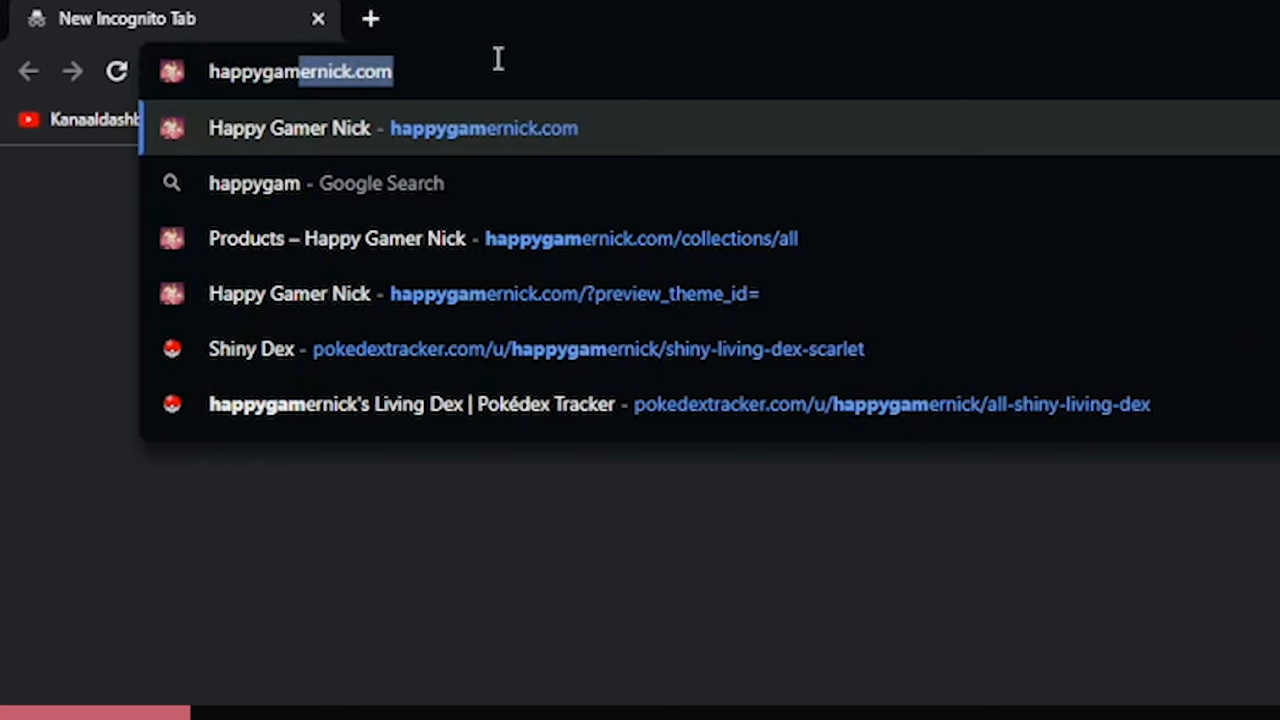 New Incognito Tab
happygamernick.com
Kanaaldashb
Happy Gamer Nick - happygamernick.com
happygam - Google Search
Products – Happy Gamer Nick - happygamernick.com/collections/all
Happy Gamer Nick - happygamernick.com/?preview_theme_id=
Shiny Dex - pokedextracker.com/u/happygamernick/shiny-living-dex-scarlet
happygamernick's Living Dex | Pokédex Tracker - pokedextracker.com/u/happygamernick/all-shiny-living-dex